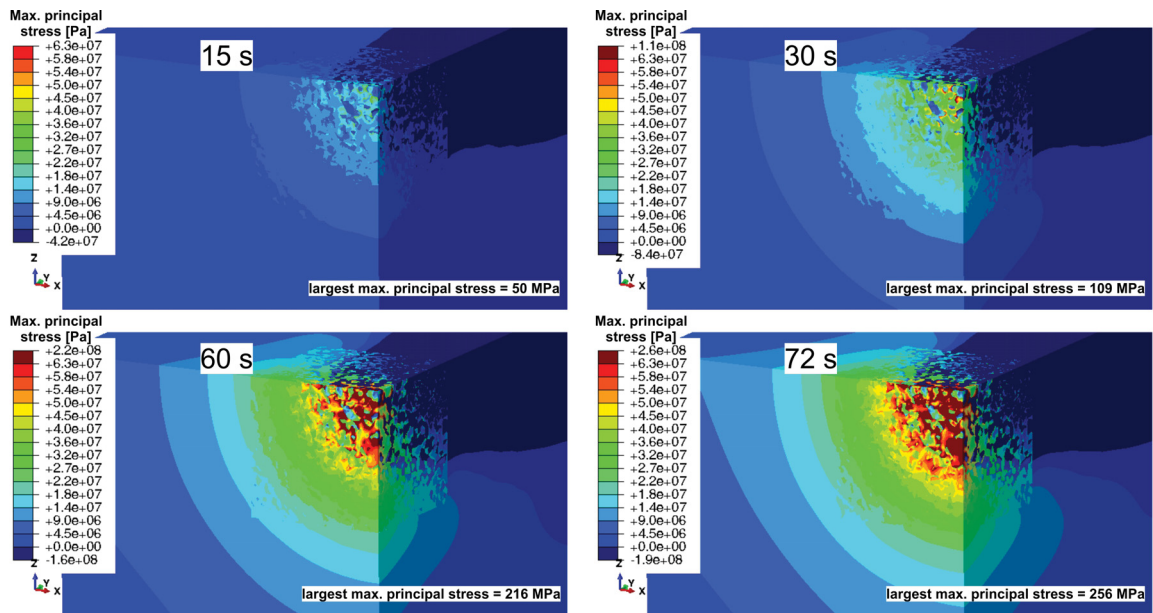 Max. principal
stress [Pa]
+6.3e+07
+5.8e+07
+5.4e+07
+5.0e+07
+4.5e+07
+4.0e+07
+3.6e+07
+3.2e+07
+2.7e+07
+2.2e+07
+1.8e+07
+1.4e+07
+9.0e+06
+4.5e+06
+0.0e+00
-4.2e+07
15 s
Z
Y
X
largest max. principal stress = 50 MPa
Max. principal
stress [Pa]
+1.1e+08
+6.3e+07
+5.8e+07
+5.4e+07
+5.0e+07
+4.5e+07
+4.0e+07
+3.6e+07
+3.2e+07
+2.7e+07
+2.2e+07
+1.8e+07
+1.4e+07
+9.0e+06
+4.5e+06
+0.0e+00
-8.4e+07
30 s
Z
Y
X
largest max. principal stress = 109 MPa
Max. principal
stress [Pa]
+2.2e+08
+6.3e+07
+5.8e+07
+5.4e+07
+5.0e+07
+4.5e+07
+4.0e+07
+3.6e+07
+3.2e+07
+2.7e+07
+2.2e+07
+1.8e+07
+1.4e+07
+9.0e+06
+4.5e+06
+0.0e+00
-1.6e+08
60 s
Z
Y
X
largest max. principal stress = 216 MPa
Max. principal
stress [Pa]
+2.6e+08
+6.3e+07
+5.8e+07
+5.4e+07
+5.0e+07
+4.5e+07
+4.0e+07
+3.6e+07
+3.2e+07
+2.7e+07
+2.2e+07
+1.8e+07
+1.4e+07
+9.0e+06
+4.5e+06
+0.0e+00
-1.9e+08
72 s
Z
Y
X
largest max. principal stress = 256 MPa